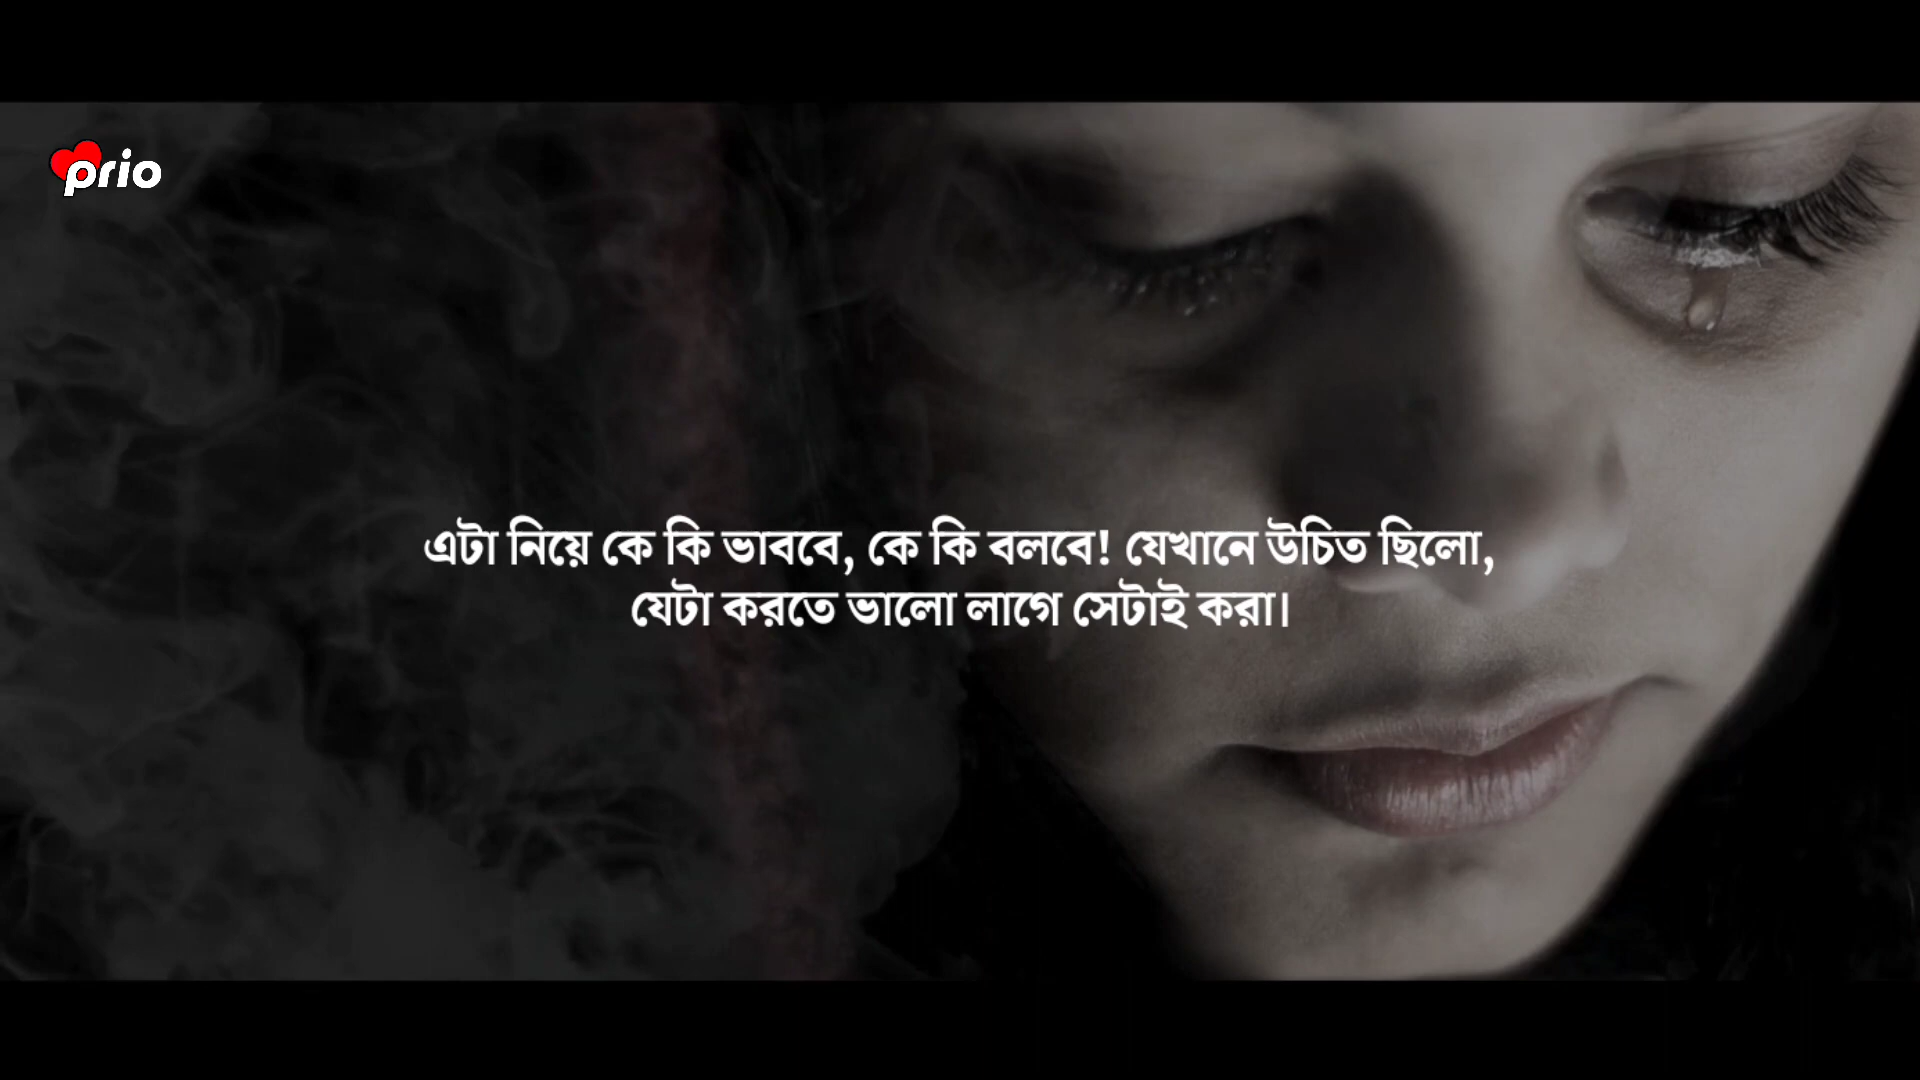 prio
এটা নিয়ে কে কি ভাববে, কে কি বলবে! যেখানে উচিত ছিলো,
যেটা করতে ভালো লাগে সেটাই করা।